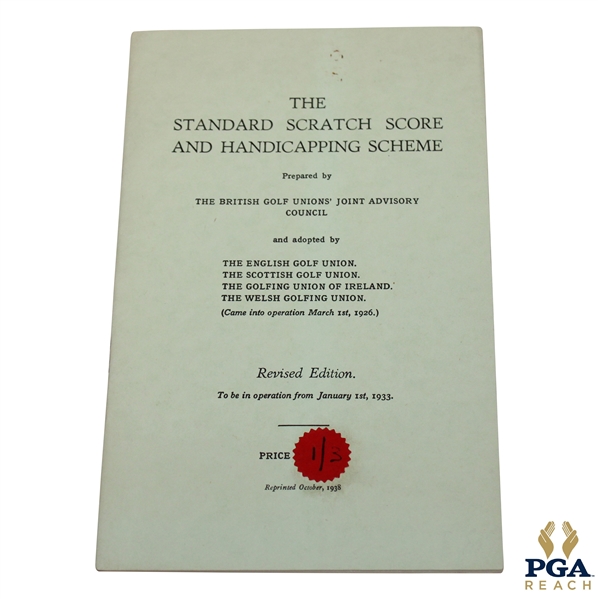 THE
STANDARD SCRATCH SCORE
AND HANDICAPPING SCHEME
Prepared by
THE BRITISH GOLF UNIONS' JOINT ADVISORY
COUNCIL
and adopted by
THE ENGLISH GOLF UNION.
THE SCOTTISH GOLF UNION.
THE GOLFING UNION OF IRELAND.
THE WELSH GOLFING UNION.
(Came into operation March 1st, 1926.)
Revised Edition.
To be in operation from January 1st, 1933.
PRICE 1/3
Reprinted October, 1938
PGA
REACH